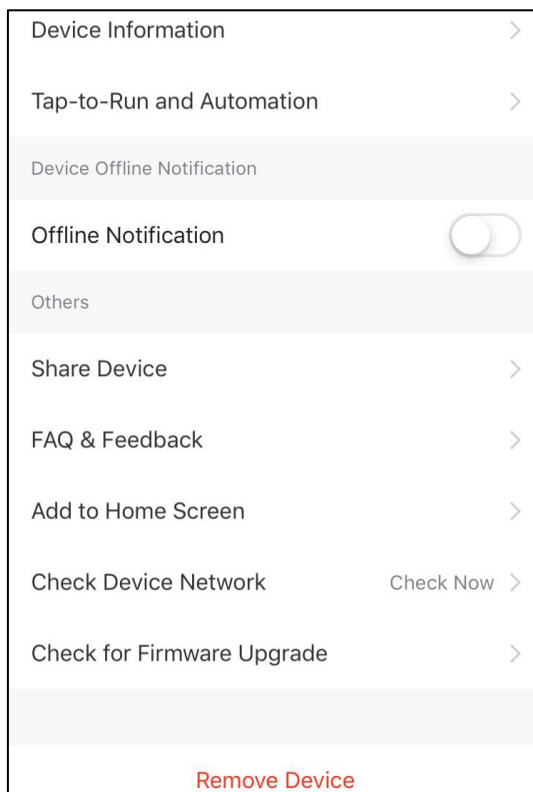 Device Information
Tap-to-Run and Automation
Device Offline Notification
Offline Notification
Others
Share Device
FAQ & Feedback
Add to Home Screen
Check Device Network Check Now
Check for Firmware Upgrade
Remove Device